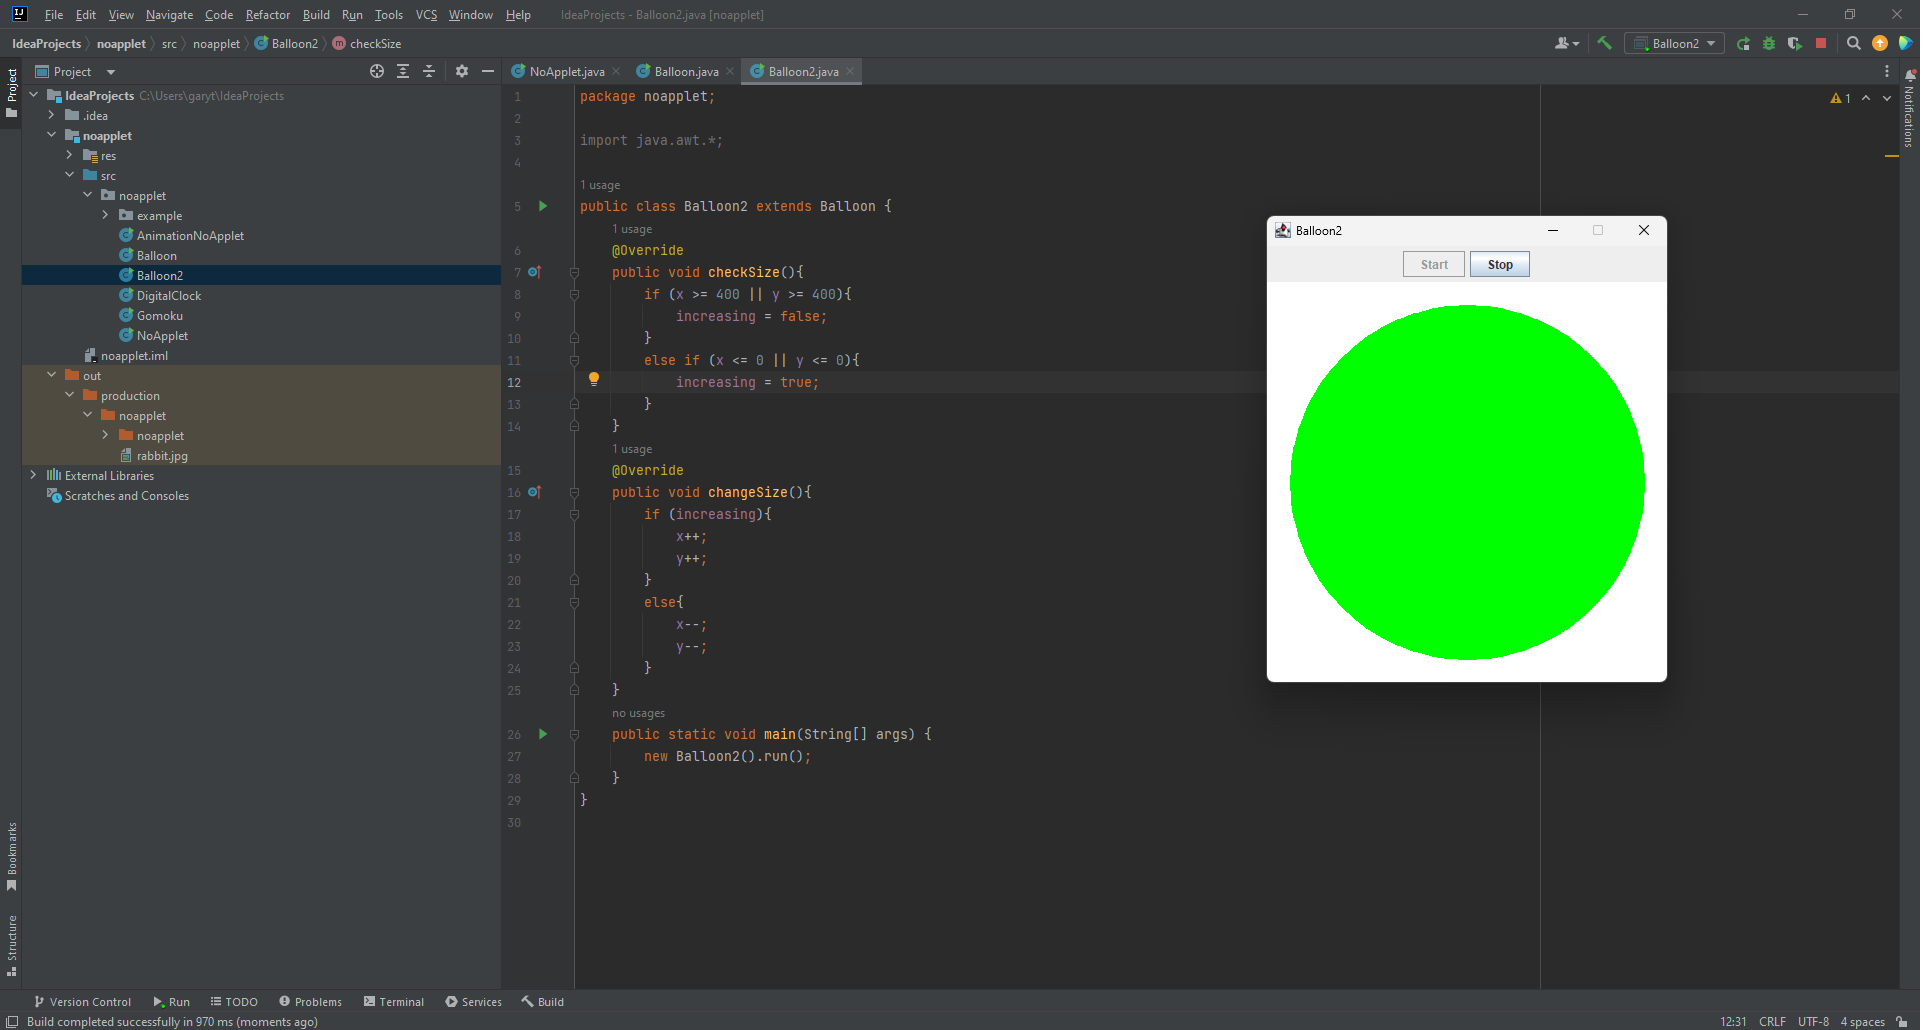 File Edit View Navigate Code Refactor Build Run Tools VCS Window Help IdeaProjects - Balloon2.java [noapplet]
IdeaProjects noapplet src noapplet Balloon2 checkSize Balloon2
Project
Project
NoApplet.java Balloon.java Balloon2.java
IdeaProjects C:\Users\garyt\IdeaProjects
.idea
noapplet
res
src
noapplet
example
AnimationNoApplet
Balloon
Balloon2
DigitalClock
Gomoku
NoApplet
noapplet.iml
out
production
noapplet
noapplet
rabbit.jpg
External Libraries
Scratches and Consoles
Bookmarks
Structure
1 package noapplet;
2
3 import java.awt.*;
4
1 usage
5 public class Balloon2 extends Balloon {
1 usage
6 @Override
7 public void checkSize(){
8 if (x >= 400 || y >= 400){
9 increasing = false;
10 }
11 else if (x <= 0 || y <= 0){
12 increasing = true;
13 }
14 }
1 usage
15 @Override
16 public void changeSize(){
17 if (increasing){
18 x++;
19 y++;
20 }
21 else{
22 x--;
23 y--;
24 }
25 }
no usages
26 public static void main(String[] args) {
27 new Balloon2().run();
28 }
29 }
30
1
Notifications
Balloon2
Start Stop
Version Control Run TODO Problems Terminal Services Build
Build completed successfully in 970 ms (moments ago) 12:31 CRLF UTF-8 4 spaces